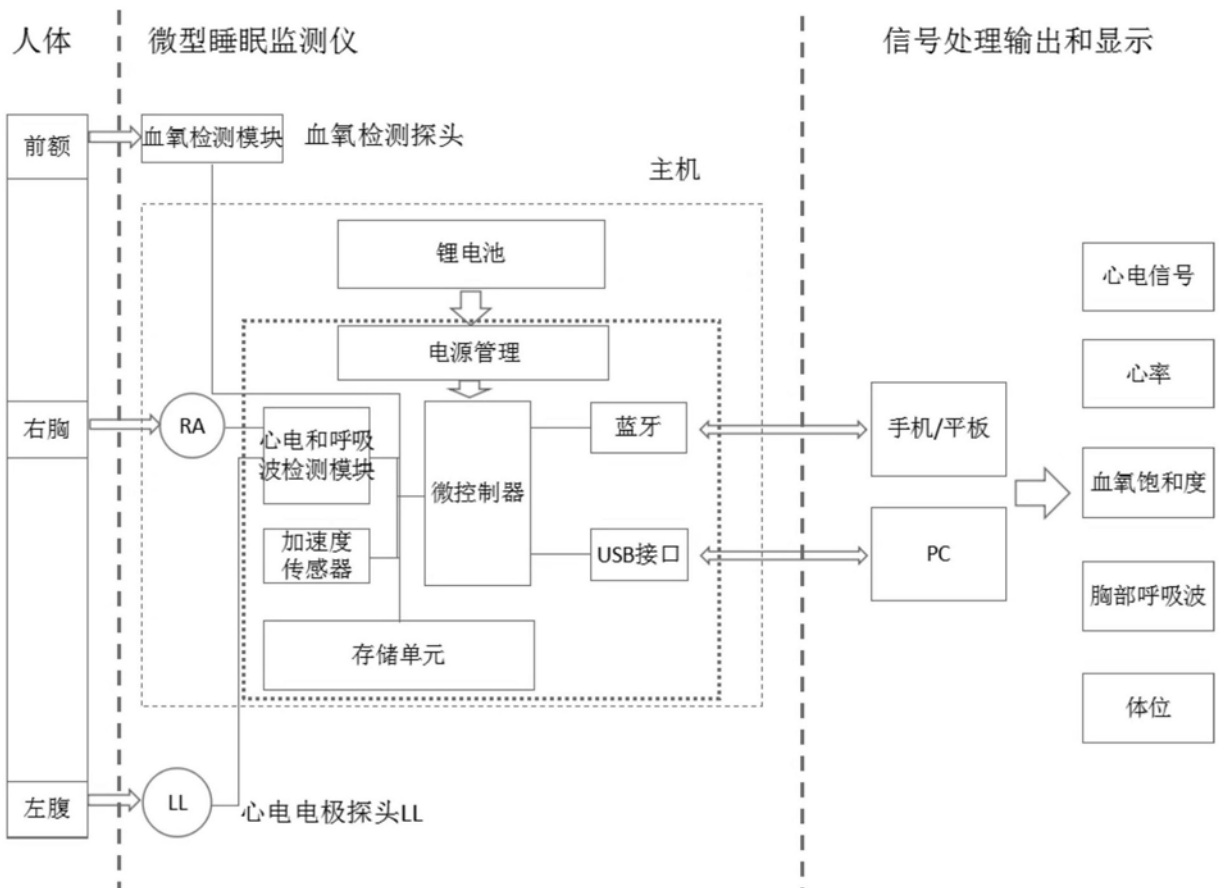 人体
微型睡眠监测仪
信号处理输出和显示
前额
血氧检测模块
血氧检测探头
主机
锂电池
电源管理
右胸
RA
心电和呼吸
波检测模块
微控制器
蓝牙
加速度
传感器
USB接口
存储单元
左腹
LL
心电电极探头LL
手机/平板
PC
心电信号
心率
血氧饱和度
胸部呼吸波
体位